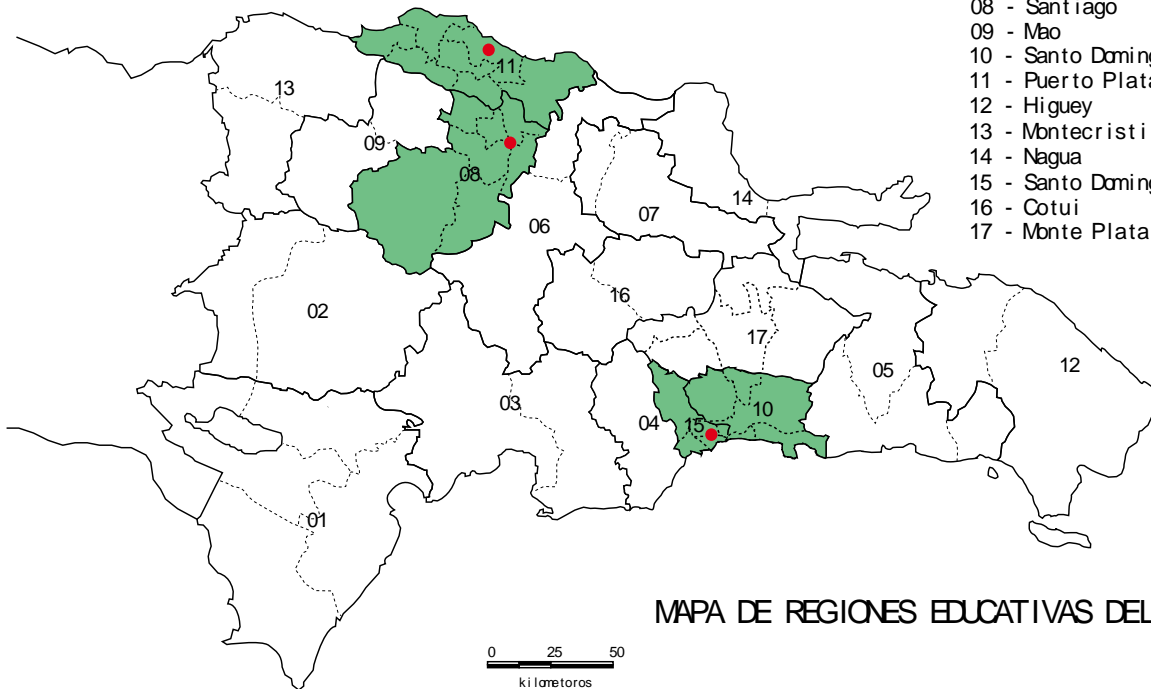 08 - Santiago
09 - Mao
10 - Santo Doming
11 - Puerto Plata
12 - Higuey
13 - Montecristi
14 - Nagua
15 - Santo Doming
16 - Cotui
17 - Monte Plata
11
13
09
08
14
07
06
16
02
17
05
12
03
10
04
15
01
MAPA DE REGIONES EDUCATIVAS DEL
0 25 50
kilometoros